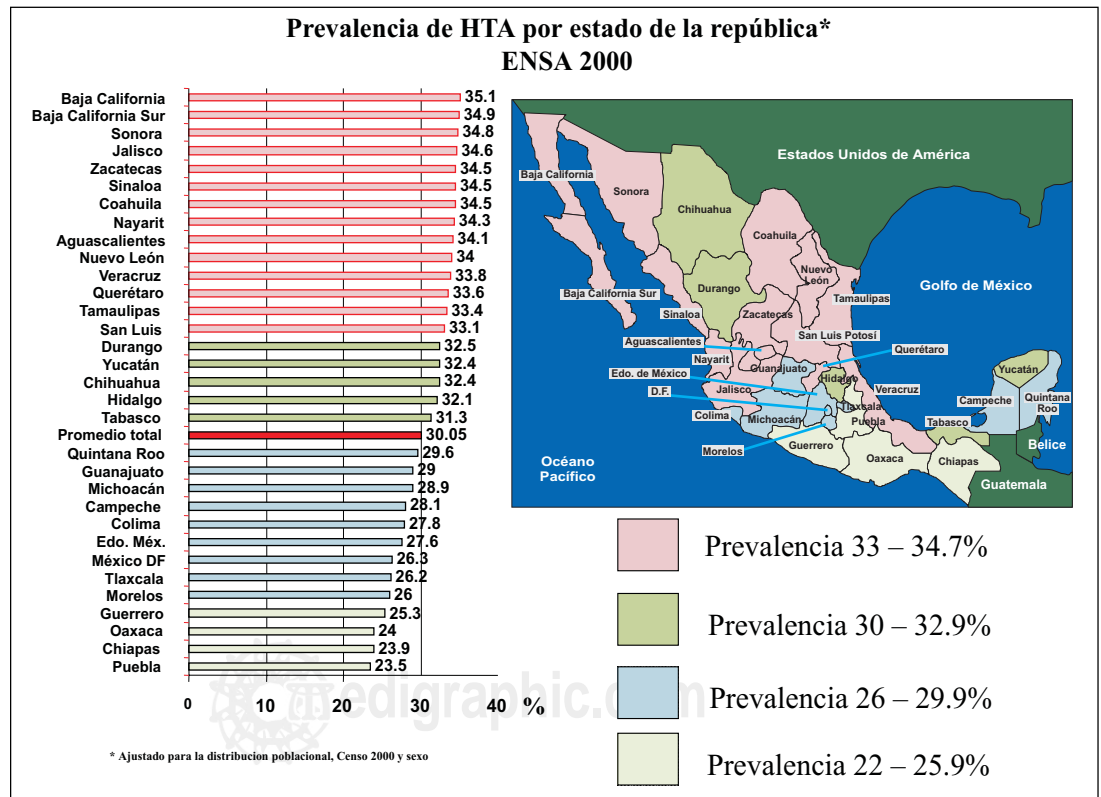 Prevalencia de HTA por estado de la república*
ENSA 2000
Baja California 35.1
Baja California Sur 34.9
Sonora 34.8
Jalisco 34.6
Zacatecas 34.5
Sinaloa 34.5
Coahuila 34.5
Nayarit 34.3
Aguascalientes 34.1
Nuevo León 34
Veracruz 33.8
Querétaro 33.6
Tamaulipas 33.4
San Luis 33.1
Durango 32.5
Yucatán 32.4
Chihuahua 32.4
Hidalgo 32.1
Tabasco 31.3
Promedio total 30.05
Quintana Roo 29.6
Guanajuato 29
Michoacán 28.9
Campeche 28.1
Colima 27.8
Edo. Méx. 27.6
México DF 26.3
Tlaxcala 26.2
Morelos 26
Guerrero 25.3
Oaxaca 24
Chiapas 23.9
Puebla 23.5
0 10 20 30 40 %
* Ajustado para la distribucion poblacional, Censo 2000 y sexo
Estados Unidos de América
Baja California
Sonora
Chihuahua
Coahuila
Nuevo
León
Durango
Golfo de México
Baja California Sur
Tamaulipas
Sinaloa
Zacatecas
San Luis Potosí
Aguascalientes
Querétaro
Nayarit
Guanajuato
Yucatán
Edo. de México
Hidalgo
D.F.
Jalisco
Veracruz
Campeche
Quintana
Roo
Tlaxcala
Colima
Michoacán
Puebla
Tabasco
Morelos
Guerrero
Belice
Océano
Pacífico
Oaxaca
Chiapas
Guatemala
Prevalencia 33 – 34.7%
Prevalencia 30 – 32.9%
Prevalencia 26 – 29.9%
Prevalencia 22 – 25.9%
medigraphic.com